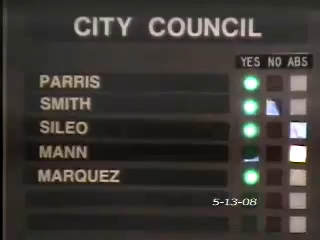 CITY COUNCIL
YES NO ABS
PARRIS
SMITH
SILEO
MANN
MARQUEZ
5-13-08